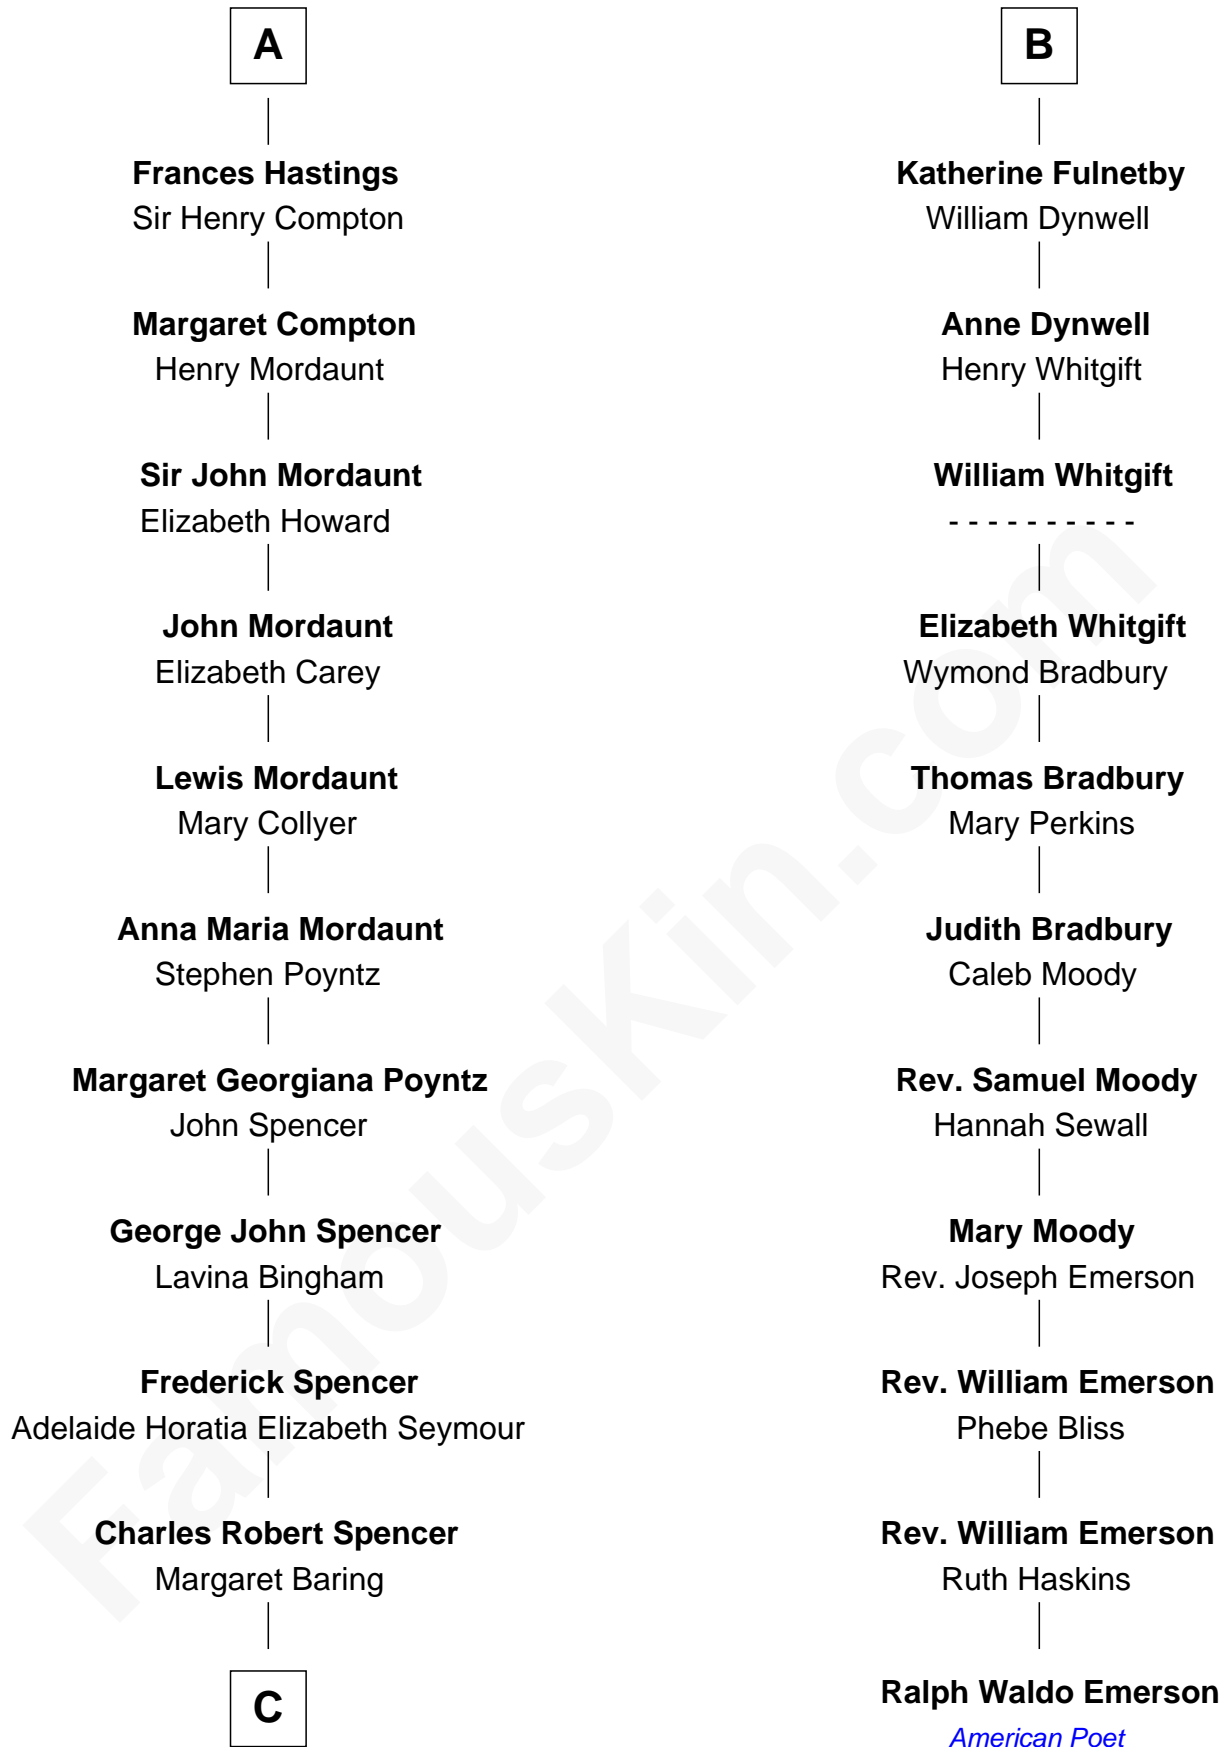 A
Frances Hastings
Sir Henry Compton
Margaret Compton
Henry Mordaunt
Sir John Mordaunt
Elizabeth Howard
John Mordaunt
Elizabeth Carey
Lewis Mordaunt
Mary Collyer
Anna Maria Mordaunt
Stephen Poyntz
Margaret Georgiana Poyntz
John Spencer
George John Spencer
Lavina Bingham
Frederick Spencer
Adelaide Horatia Elizabeth Seymour
Charles Robert Spencer
Margaret Baring
C
B
Katherine Fulnetby
William Dynwell
Anne Dynwell
Henry Whitgift
William Whitgift
- - - - - - - - - -
Elizabeth Whitgift
Wymond Bradbury
Thomas Bradbury
Mary Perkins
Judith Bradbury
Caleb Moody
Rev. Samuel Moody
Hannah Sewall
Mary Moody
Rev. Joseph Emerson
Rev. William Emerson
Phebe Bliss
Rev. William Emerson
Ruth Haskins
Ralph Waldo Emerson
American Poet
FamousKin.com